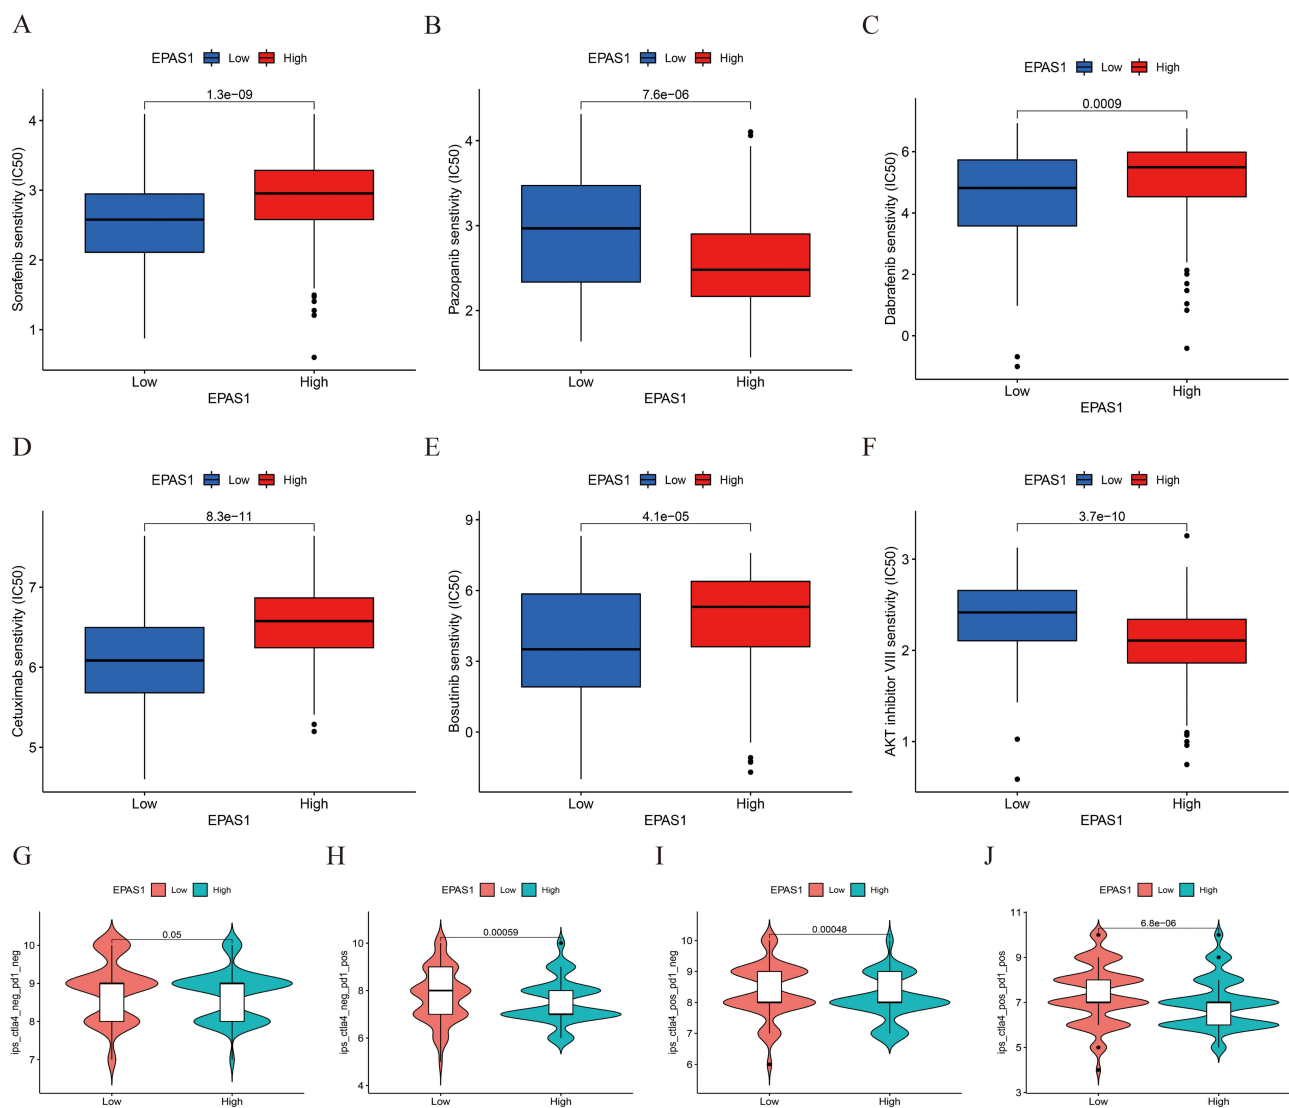 A
EPAS1 Low High
1.3e−09
Sorafenib senstivity (IC50)
4
3
2
1
Low High
EPAS1
B
EPAS1 Low High
7.6e−06
Pazopanib senstivity (IC50)
4
3
2
Low High
EPAS1
C
EPAS1 Low High
0.0009
Dabrafenib senstivity (IC50)
6
4
2
0
Low High
EPAS1
D
EPAS1 Low High
8.3e−11
Cetuximab senstivity (IC50)
7
6
5
Low High
EPAS1
E
EPAS1 Low High
4.1e−05
Bosutinib senstivity (IC50)
9
6
3
0
Low High
EPAS1
F
EPAS1 Low High
3.7e−10
AKT inhibitor VIII senstivity (IC50)
3
2
1
Low High
EPAS1
G
EPAS1 Low High
0.05
ips_ctla4_neg_pd1_neg
10
9
8
7
Low High
H
EPAS1 Low High
0.00059
ips_ctla4_neg_pd1_pos
10
8
6
4
Low High
I
EPAS1 Low High
0.00048
ips_ctla4_pos_pd1_neg
10
9
8
7
6
Low High
J
EPAS1 Low High
6.8e−06
ips_ctla4_pos_pd1_pos
11
9
7
5
3
Low High